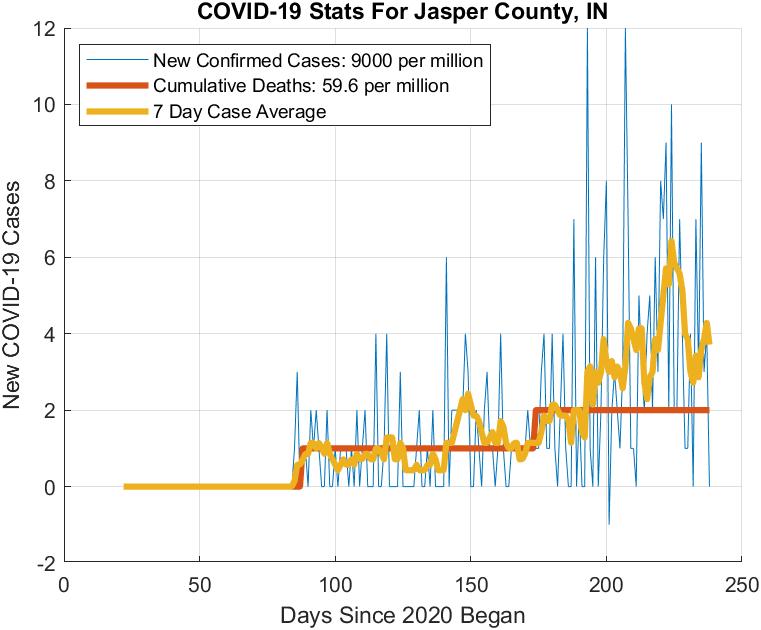 COVID-19 Stats For Jasper County, IN
New Confirmed Cases: 9000 per million
Cumulative Deaths: 59.6 per million
7 Day Case Average
New COVID-19 Cases
12
10
8
6
4
2
0
-2
0 50 100 150 200 250
Days Since 2020 Began